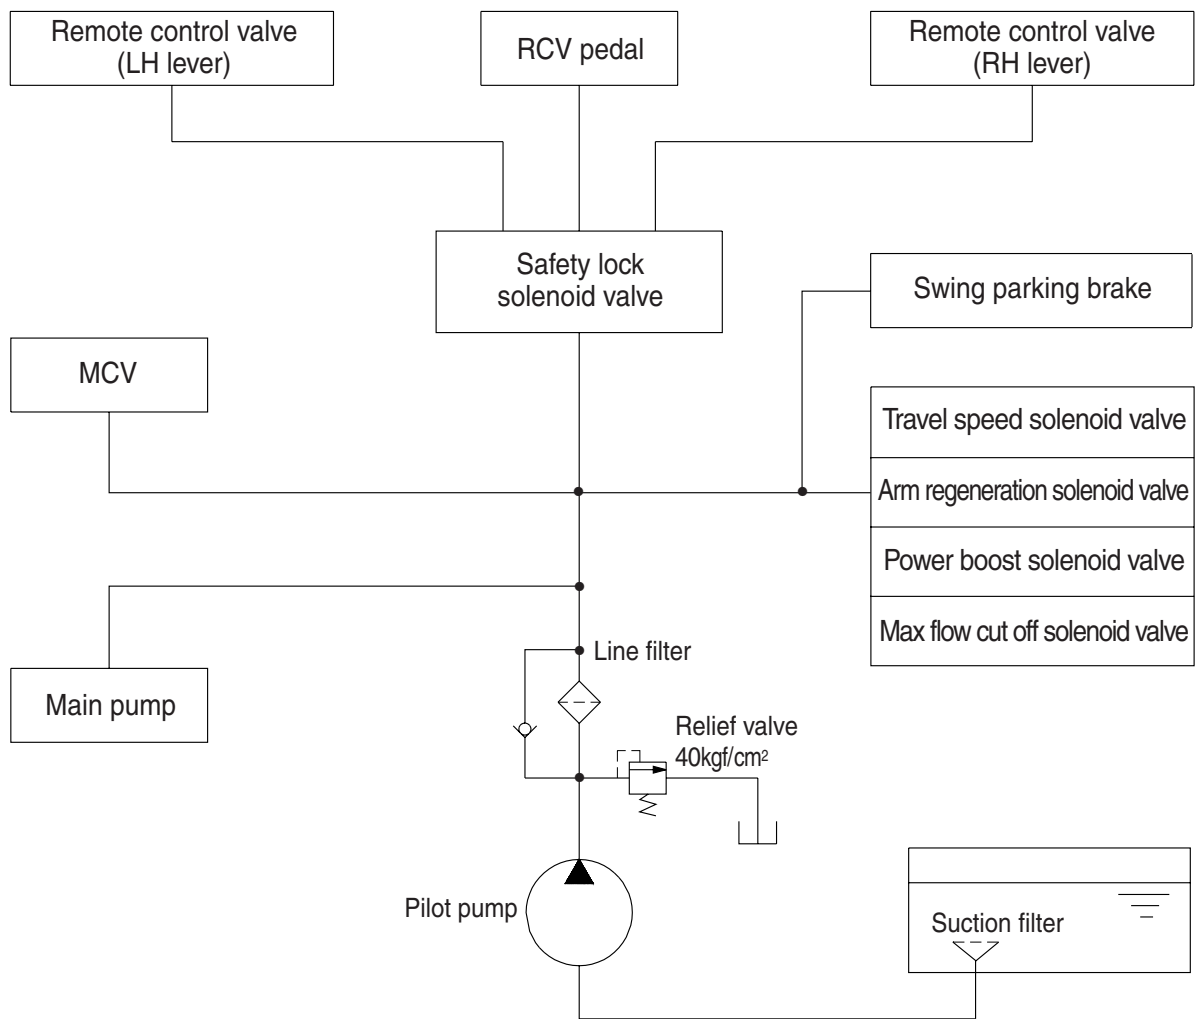 Remote control valve
(LH lever)
RCV pedal
Remote control valve
(RH lever)
Safety lock
solenoid valve
Swing parking brake
MCV
Travel speed solenoid valve
Arm regeneration solenoid valve
Power boost solenoid valve
Max flow cut off solenoid valve
Line filter
Main pump
Relief valve
40kgf/cm²
Pilot pump
Suction filter